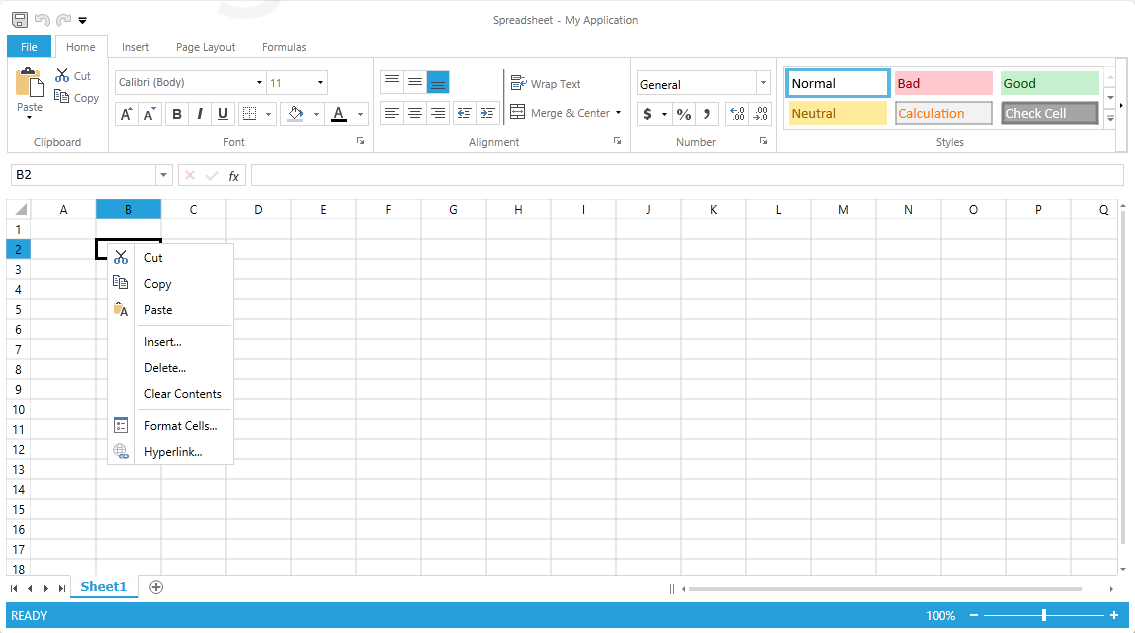 Spreadsheet - My Application
File Home Insert Page Layout Formulas
Paste
Cut
Copy
Clipboard
Calibri (Body) 11
A A B I U A
Font
Wrap Text
Merge & Center
Alignment
General
$ % , .00 .00
Number
Normal Bad Good
Neutral Calculation Check Cell
Styles
B2 fx
A B C D E F G H I J K L M N O P Q
1
2
3
4
5
6
7
8
9
10
11
12
13
14
15
16
17
18
Cut
Copy
Paste
Insert...
Delete...
Clear Contents
Format Cells...
Hyperlink...
Sheet1
READY 100%